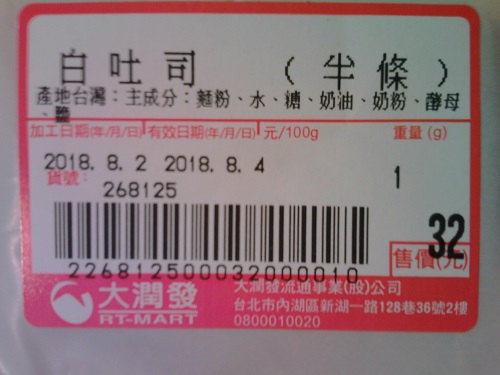 白吐司 (半條)
產地台灣：主成分：麵粉、水、糖、奶油、奶粉、酵母
、鹽
加工日期(年/月/日) 有效日期(年/月/日) 元/100g 重量(g)
2018. 8. 2 2018. 8. 4 1
貨號：
268125
32
售價(元)
2268125000032000010
大潤發 RT-MART
大潤發流通事業(股)公司
台北市內湖區新湖一路128巷36號2樓
0800010020